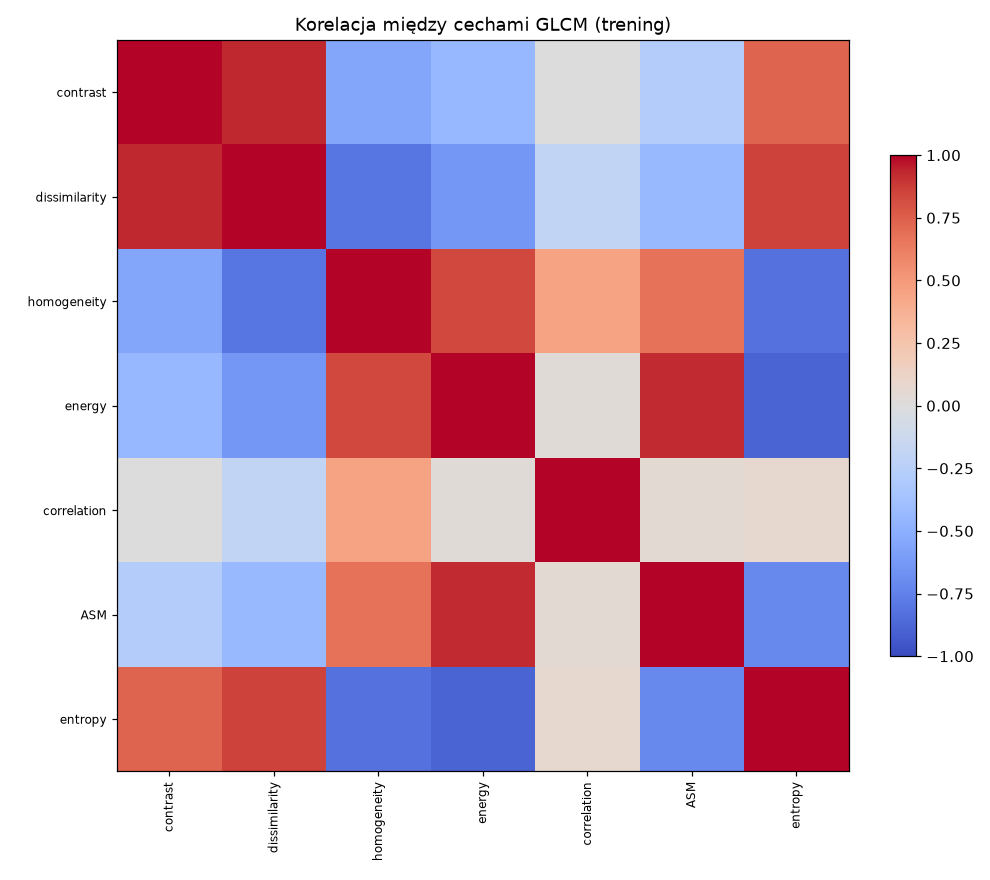 Korelacja między cechami GLCM (trening)
contrast
dissimilarity
homogeneity
energy
correlation
ASM
entropy
contrast
dissimilarity
homogeneity
energy
correlation
ASM
entropy
1.00
0.75
0.50
0.25
0.00
−0.25
−0.50
−0.75
−1.00